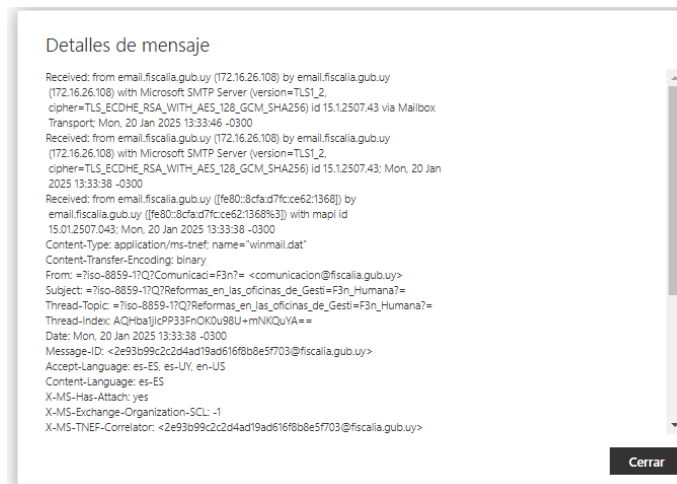 Detalles de mensaje
Received: from email.fiscalia.gub.uy (172.16.26.108) by email.fiscalia.gub.uy
(172.16.26.108) with Microsoft SMTP Server (version=TLS1_2,
cipher=TLS_ECDHE_RSA_WITH_AES_128_GCM_SHA256) id 15.1.2507.43 via Mailbox
Transport; Mon, 20 Jan 2025 13:33:46 -0300
Received: from email.fiscalia.gub.uy (172.16.26.108) by email.fiscalia.gub.uy
(172.16.26.108) with Microsoft SMTP Server (version=TLS1_2,
cipher=TLS_ECDHE_RSA_WITH_AES_128_GCM_SHA256) id 15.1.2507.43; Mon, 20 Jan
2025 13:33:38 -0300
Received: from email.fiscalia.gub.uy ([fe80::8cfa:d7fc:ce62:1368]) by
email.fiscalia.gub.uy ([fe80::8cfa:d7fc:ce62:1368%3]) with mapi id
15.01.2507.043; Mon, 20 Jan 2025 13:33:38 -0300
Content-Type: application/ms-tnef; name="winmail.dat"
Content-Transfer-Encoding: binary
From: =?iso-8859-1?Q?Comunicaci=F3n?= <comunicacion@fiscalia.gub.uy>
Subject: =?iso-8859-1?Q?Reformas_en_las_oficinas_de_Gesti=F3n_Humana?=
Thread-Topic: =?iso-8859-1?Q?Reformas_en_las_oficinas_de_Gesti=F3n_Humana?=
Thread-Index: AQHba1jIcPP33FnOK0u98U+mNKQuYA==
Date: Mon, 20 Jan 2025 13:33:38 -0300
Message-ID: <2e93b99c2c2d4ad19ad616f8b8e5f703@fiscalia.gub.uy>
Accept-Language: es-ES, es-UY, en-US
Content-Language: es-ES
X-MS-Has-Attach: yes
X-MS-Exchange-Organization-SCL: -1
X-MS-TNEF-Correlator: <2e93b99c2c2d4ad19ad616f8b8e5f703@fiscalia.gub.uy>
Cerrar